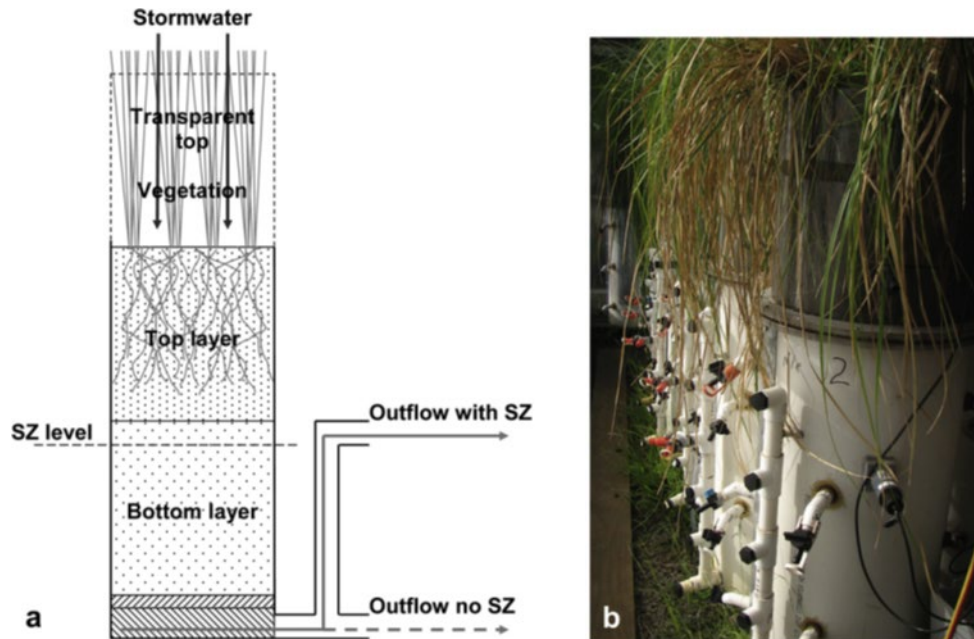 Stormwater
Transparent
top
Vegetation
Top layer
Outflow with SZ
SZ level
Bottom layer
Outflow no SZ
a
2
b